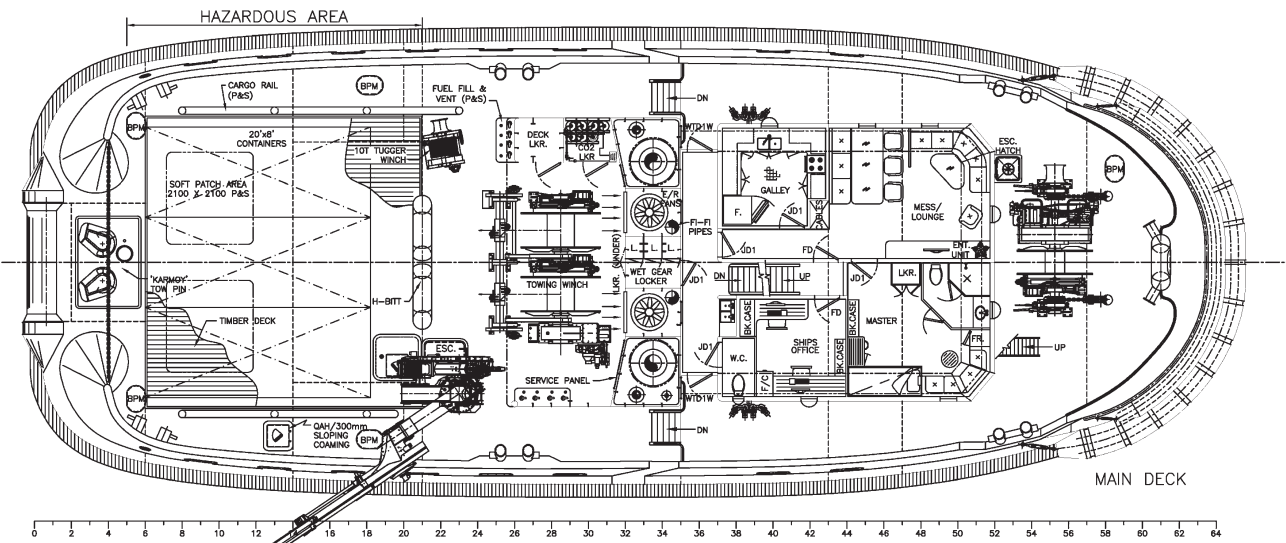 HAZARDOUS AREA
CARGO RAIL
(P&S)
BPM
FUEL FILL &
VENT (P&S)
DN
BPM
20'x8'
CONTAINERS
10T TUGGER
WINCH
DECK
LKR.
CO2
LKR
WTD1W
ESC.
HATCH
BPM
SOFT PATCH AREA
2100 X 2100 P&S
E/R
FANS
GALLEY
F.
JD1
MESS/
LOUNGE
FI-FI
PIPES
JD1
FD
ENT.
UNIT
'KARMOY'
TOW PIN
H-BITT
TOWING WINCH
LKR. (UNDER)
WET GEAR
LOCKER
JD1
DN
UP
JD1
LKR.
TIMBER DECK
BK.CASE
FD
BK.CASE
MASTER
SHIPS
OFFICE
BK.CASE
FR.
UP
ESC.
JD1
W.C.
F/C
SERVICE PANEL
WTD1W
BPM
QAH/300mm
SLOPING
COAMING
BPM
DN
MAIN DECK
0 2 4 6 8 10 12 14 16 18 20 22 24 26 28 30 32 34 36 38 40 42 44 46 48 50 52 54 56 58 60 62 64